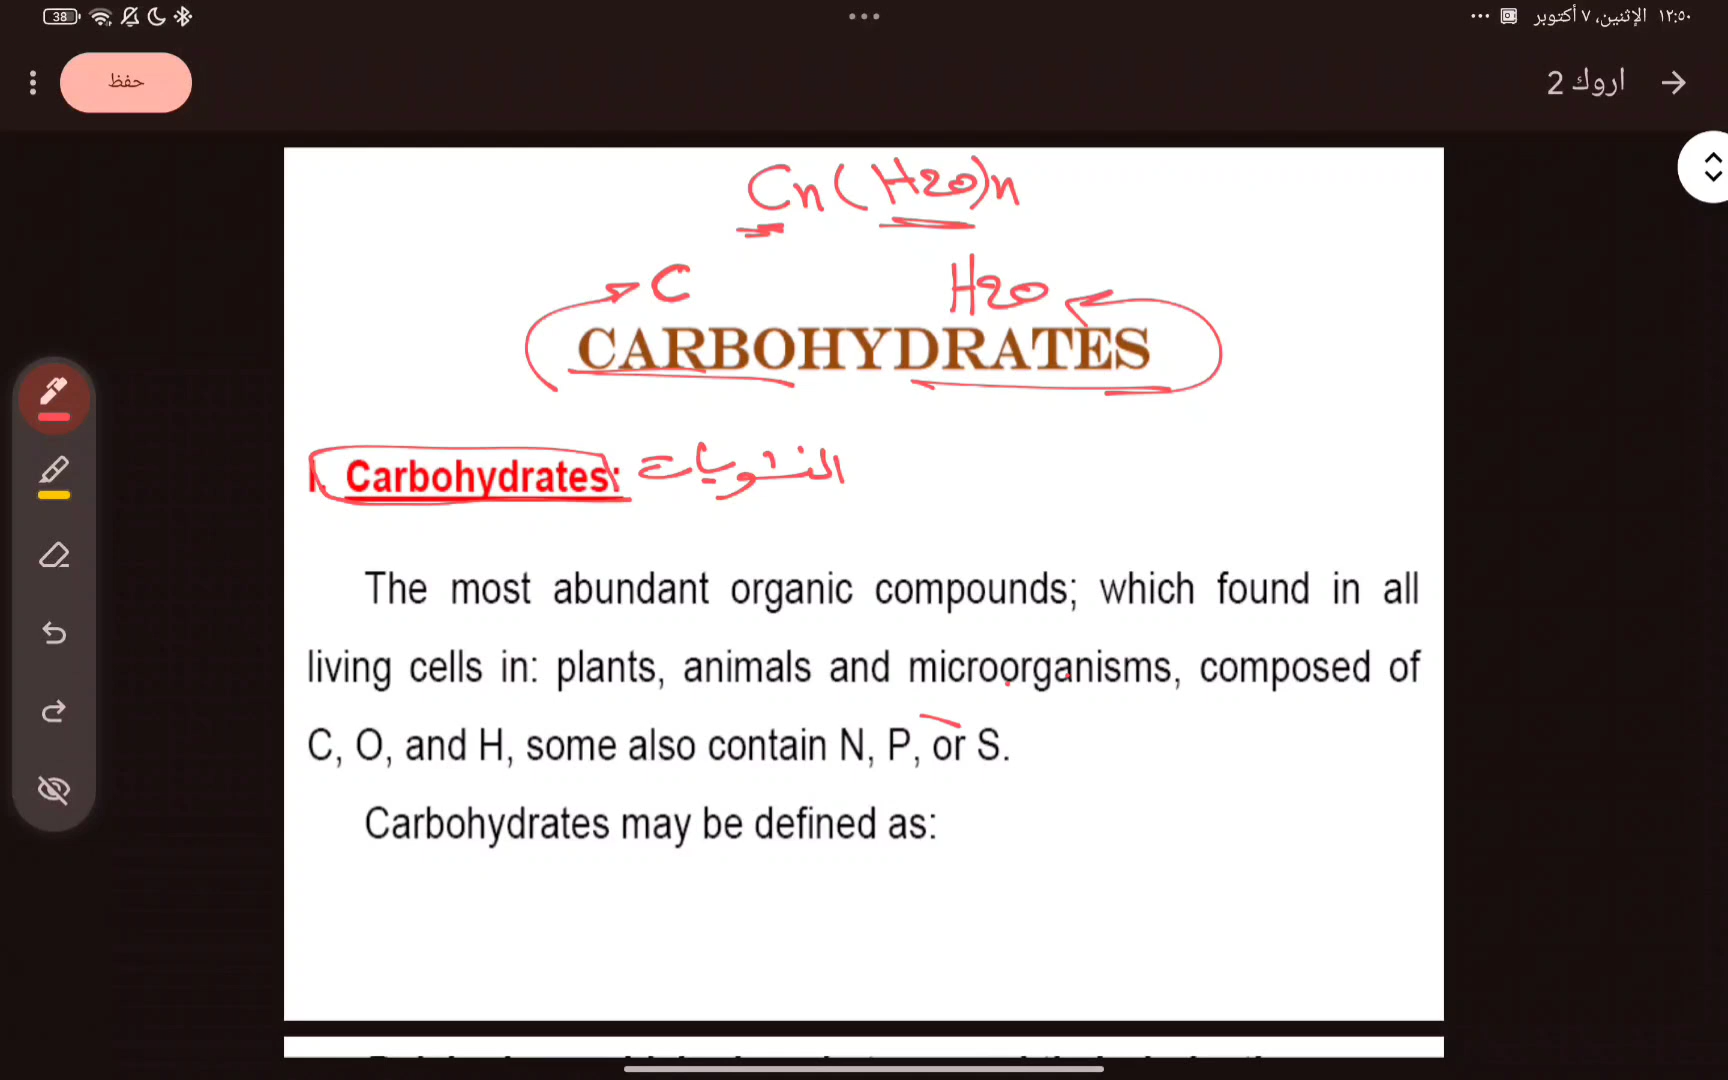 38
١٢:٥٠ الإثنين، ٧ أكتوبر
حفظ
اروك 2
Cn(H2O)n
C H2O
CARBOHYDRATES
I. Carbohydrates: النشويات
The most abundant organic compounds; which found in all
living cells in: plants, animals and microorganisms, composed of
C, O, and H, some also contain N, P, or S.
Carbohydrates may be defined as: